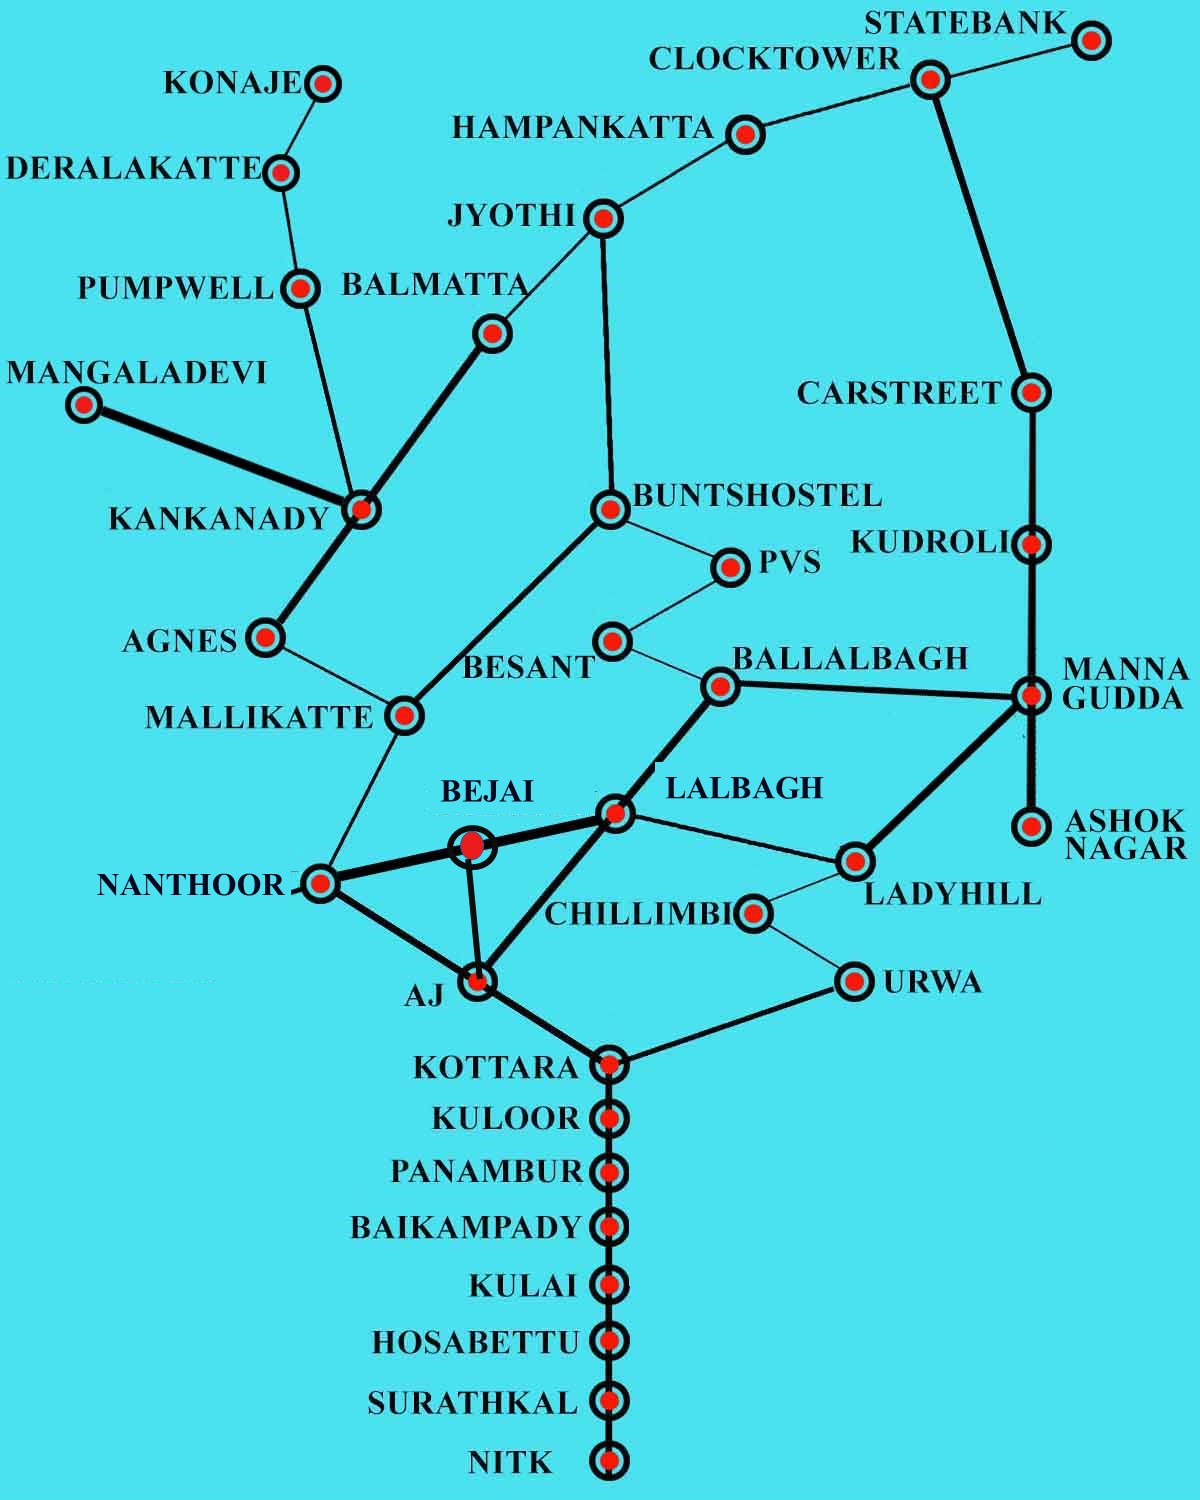 STATEBANK
CLOCKTOWER
KONAJE
HAMPANKATTA
DERALAKATTE
JYOTHI
PUMPWELL
BALMATTA
MANGALADEVI
CARSTREET
BUNTSHOSTEL
KANKANADY
KUDROLI
PVS
AGNES
BESANT
BALLALBAGH
MANNA
GUDDA
MALLIKATTE
BEJAI
LALBAGH
ASHOK
NAGAR
NANTHOOR
LADYHILL
CHILLIMBI
AJ
URWA
KOTTARA
KULOOR
PANAMBUR
BAIKAMPADY
KULAI
HOSABETTU
SURATHKAL
NITK